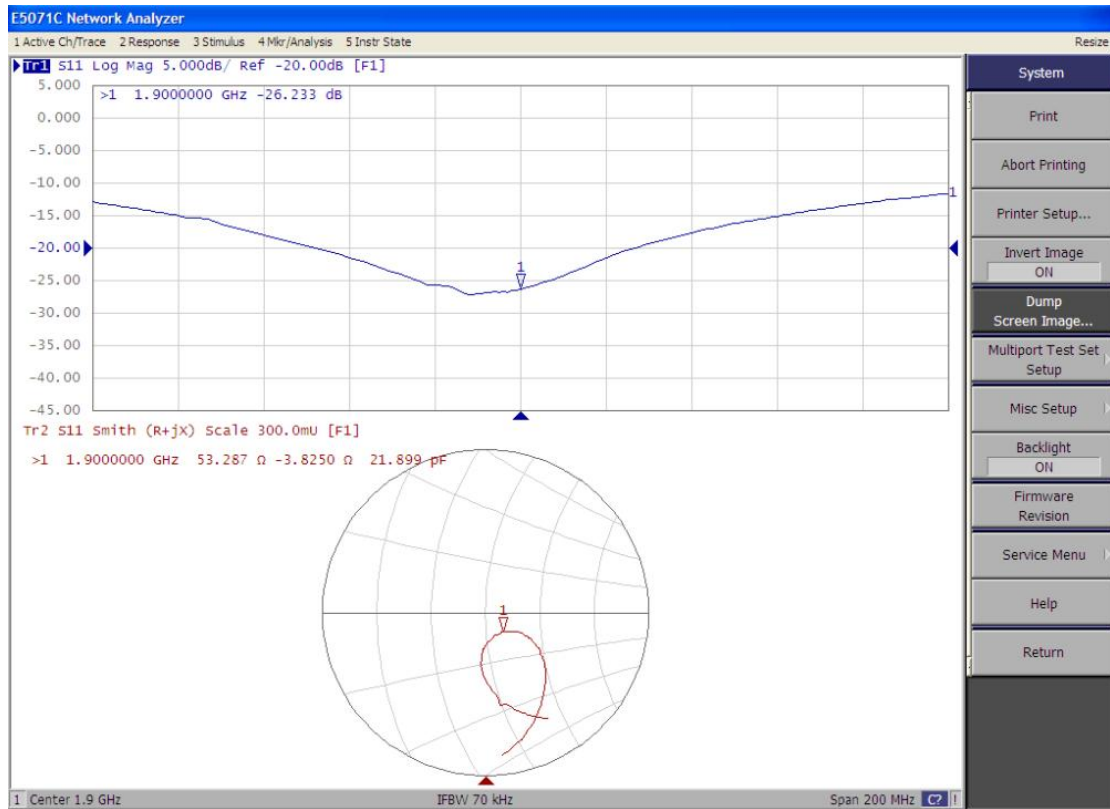 E5071C Network Analyzer
1 Active Ch/Trace 2 Response 3 Stimulus 4 Mkr/Analysis 5 Instr State
Resize
Tr1 S11 Log Mag 5.000dB/ Ref -20.00dB [F1]
5.000
>1 1.9000000 GHz -26.233 dB
0.000
-5.000
-10.00
-15.00
1
-20.00
1
-25.00
-30.00
-35.00
-40.00
-45.00
Tr2 S11 Smith (R+jX) Scale 300.0mU [F1]
>1 1.9000000 GHz 53.287 Ω -3.8250 Ω 21.899 pF
1
System
Print
Abort Printing
Printer Setup...
Invert Image
ON
Dump
Screen Image...
Multiport Test Set
Setup
Misc Setup
Backlight
ON
Firmware
Revision
Service Menu
Help
Return
1 Center 1.9 GHz
IFBW 70 kHz
Span 200 MHz C? !